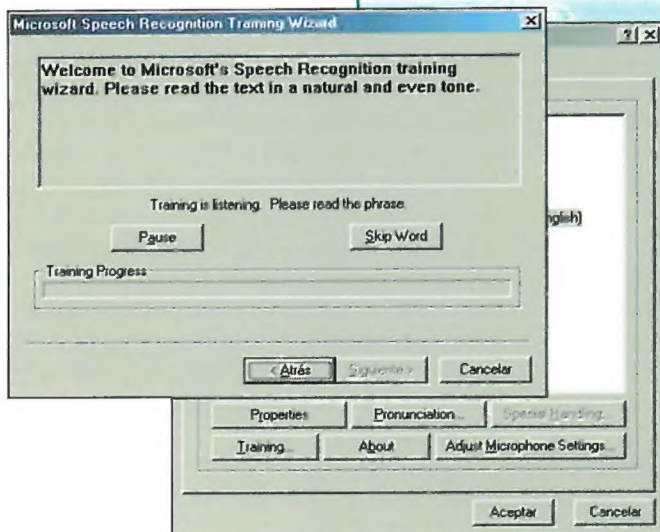 Microsoft Speech Recognition Training Wizard
Welcome to Microsoft's Speech Recognition training
wizard. Please read the text in a natural and even tone.
Training is listening. Please read the phrase.
Pause
Skip Word
Training Progress
< Atrás
Siguiente >
Cancelar
nglish)
Properties
Pronunciation...
Special Handling...
Training...
About
Adjust Microphone Settings...
Aceptar
Cancelar